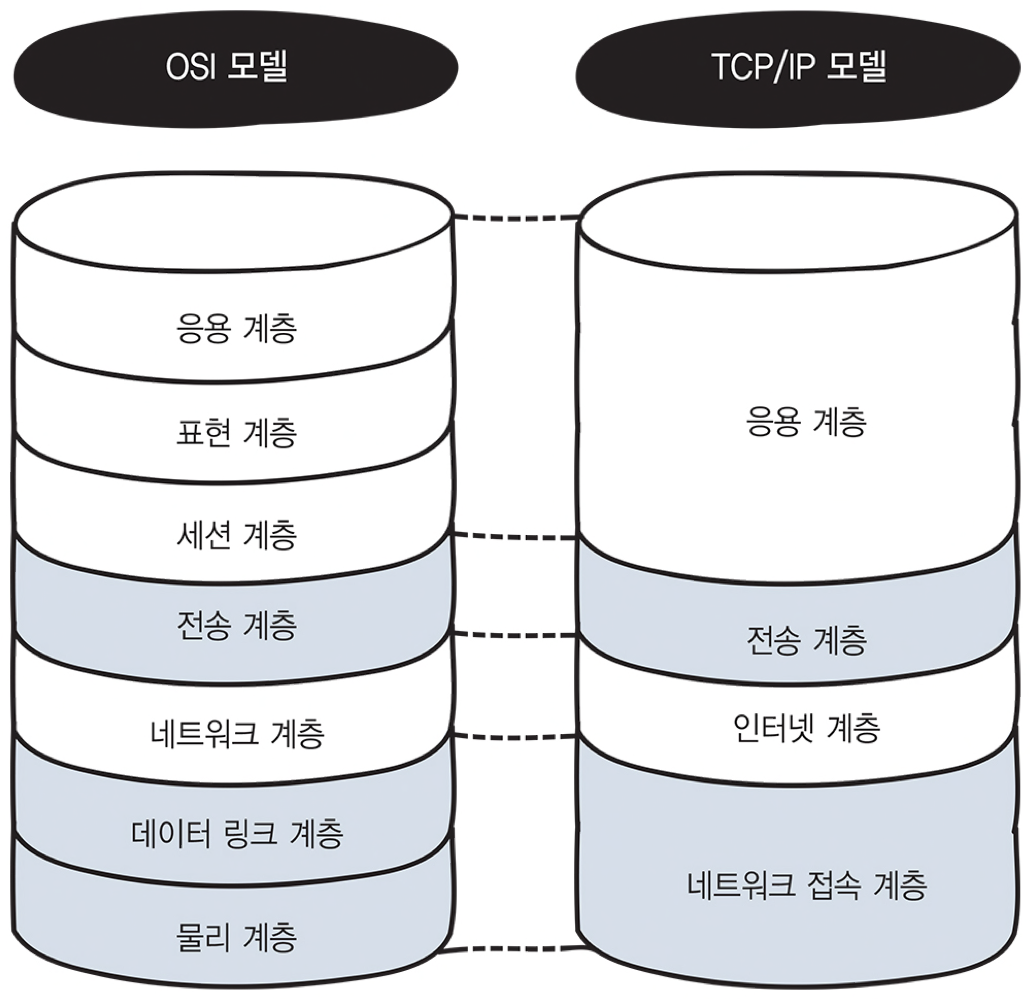 OSI 모델
응용 계층
표현 계층
세션 계층
전송 계층
네트워크 계층
데이터 링크 계층
물리 계층
TCP/IP 모델
응용 계층
전송 계층
인터넷 계층
네트워크 접속 계층